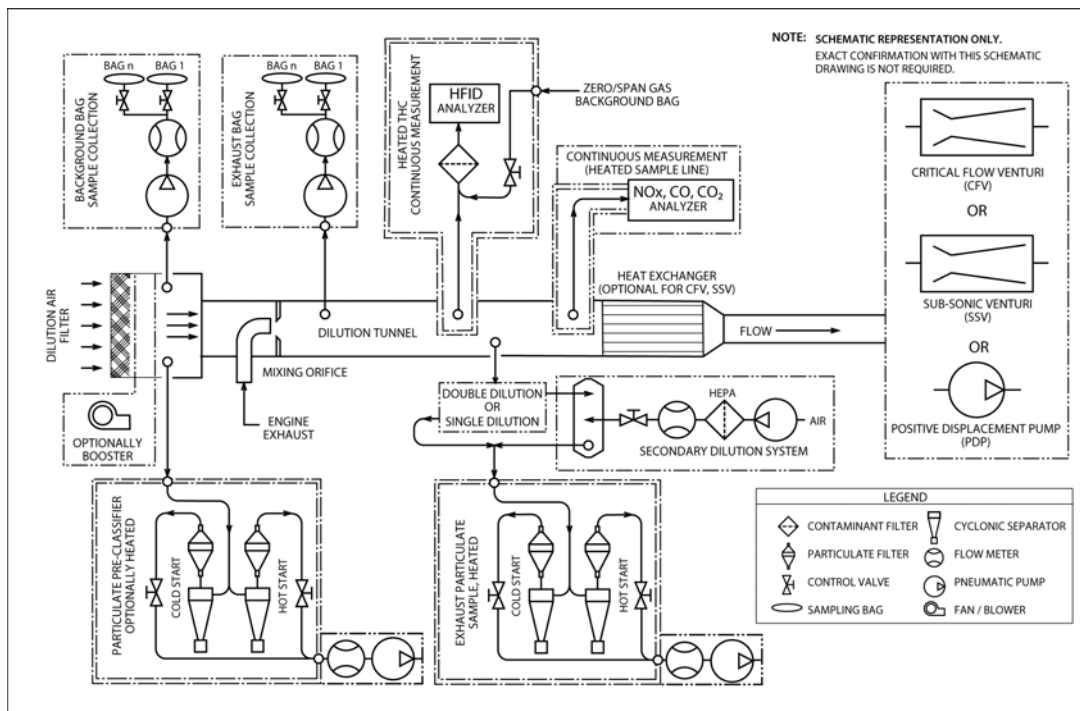 BAG n
BAG 1
BACKGROUND BAG
SAMPLE COLLECTION
BAG n
BAG 1
EXHAUST BAG
SAMPLE COLLECTION
HEATED THC
CONTINUOUS MEASUREMENT
HFID
ANALYZER
ZERO/SPAN GAS
BACKGROUND BAG
CONTINUOUS MEASUREMENT
(HEATED SAMPLE LINE)
NOx, CO, CO₂
ANALYZER
NOTE: SCHEMATIC REPRESENTATION ONLY.
EXACT CONFIRMATION WITH THIS SCHEMATIC
DRAWING IS NOT REQUIRED.
CRITICAL FLOW VENTURI
(CFV)
OR
SUB-SONIC VENTURI
(SSV)
OR
POSITIVE DISPLACEMENT PUMP
(PDP)
DILUTION AIR
FILTER
DILUTION TUNNEL
MIXING ORIFICE
ENGINE
EXHAUST
HEAT EXCHANGER
(OPTIONAL FOR CFV, SSV)
FLOW
OPTIONALLY
BOOSTER
DOUBLE DILUTION
OR
SINGLE DILUTION
HEPA
AIR
SECONDARY DILUTION SYSTEM
PARTICULATE PRE-CLASSIFIER
OPTIONALLY HEATED
COLD START
HOT START
EXHAUST PARTICULATE
SAMPLE, HEATED
COLD START
HOT START
LEGEND
CONTAMINANT FILTER
CYCLONIC SEPARATOR
PARTICULATE FILTER
FLOW METER
CONTROL VALVE
PNEUMATIC PUMP
SAMPLING BAG
FAN / BLOWER